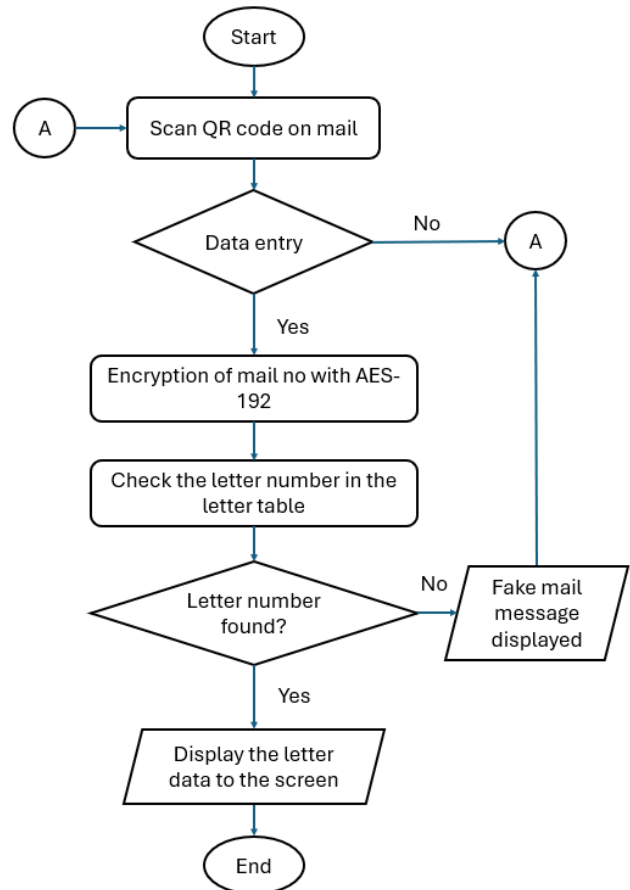 Start
A
Scan QR code on mail
Data entry
No
A
Yes
Encryption of mail no with AES-
192
Check the letter number in the
letter table
Letter number
found?
No
Fake mail
message
displayed
Yes
Display the letter
data to the screen
End